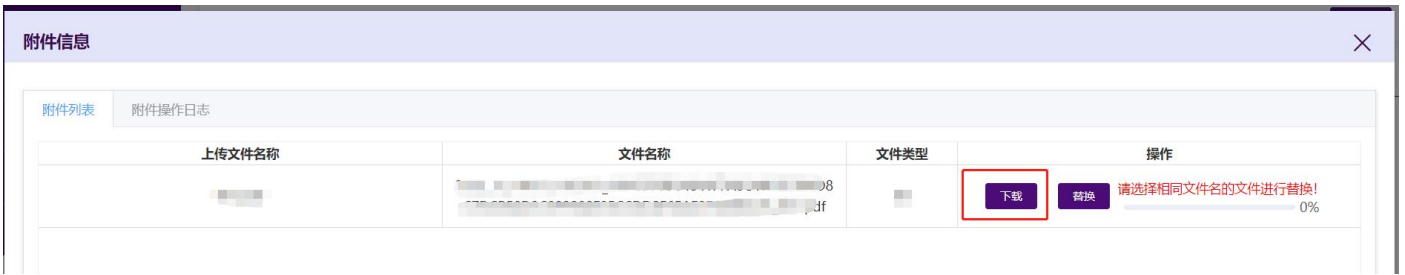 附件信息
附件列表 附件操作日志
上传文件名称 文件名称 文件类型 操作
下载 替换 请选择相同文件名的文件进行替换!
0%